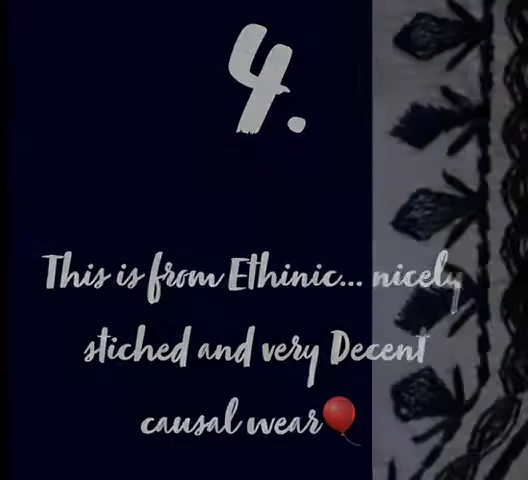 4.
This is from Ethinic... nicely
stiched and very Decent
causal wear🎈